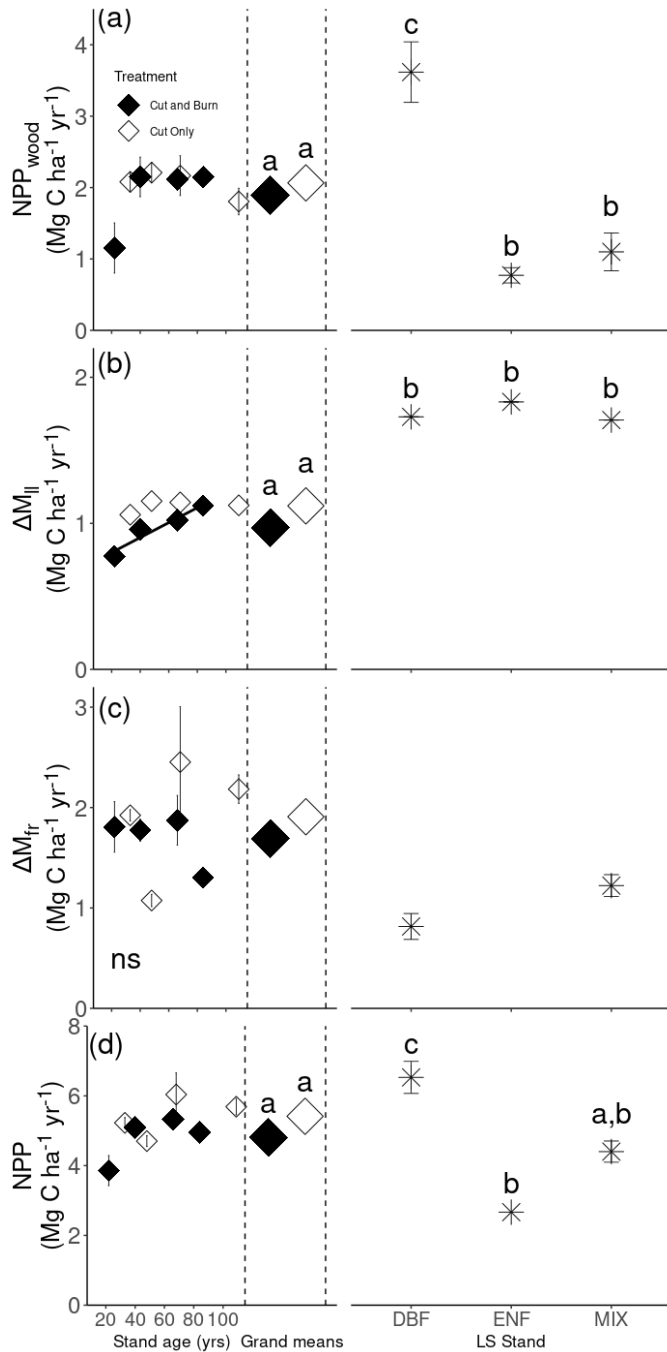 (a)
NPPwood
(Mg C ha-1 yr-1)
4
3
2
1
0
Treatment
Cut and Burn
Cut Only
a
a
c
b
b
(b)
ΔMll
(Mg C ha-1 yr-1)
2
1
0
a
a
b
b
b
(c)
ΔMfr
(Mg C ha-1 yr-1)
3
2
1
0
ns
(d)
NPP
(Mg C ha-1 yr-1)
8
6
4
2
0
a
a
c
b
a,b
20 40 60 80 100
Stand age (yrs) Grand means
DBF ENF MIX
LS Stand